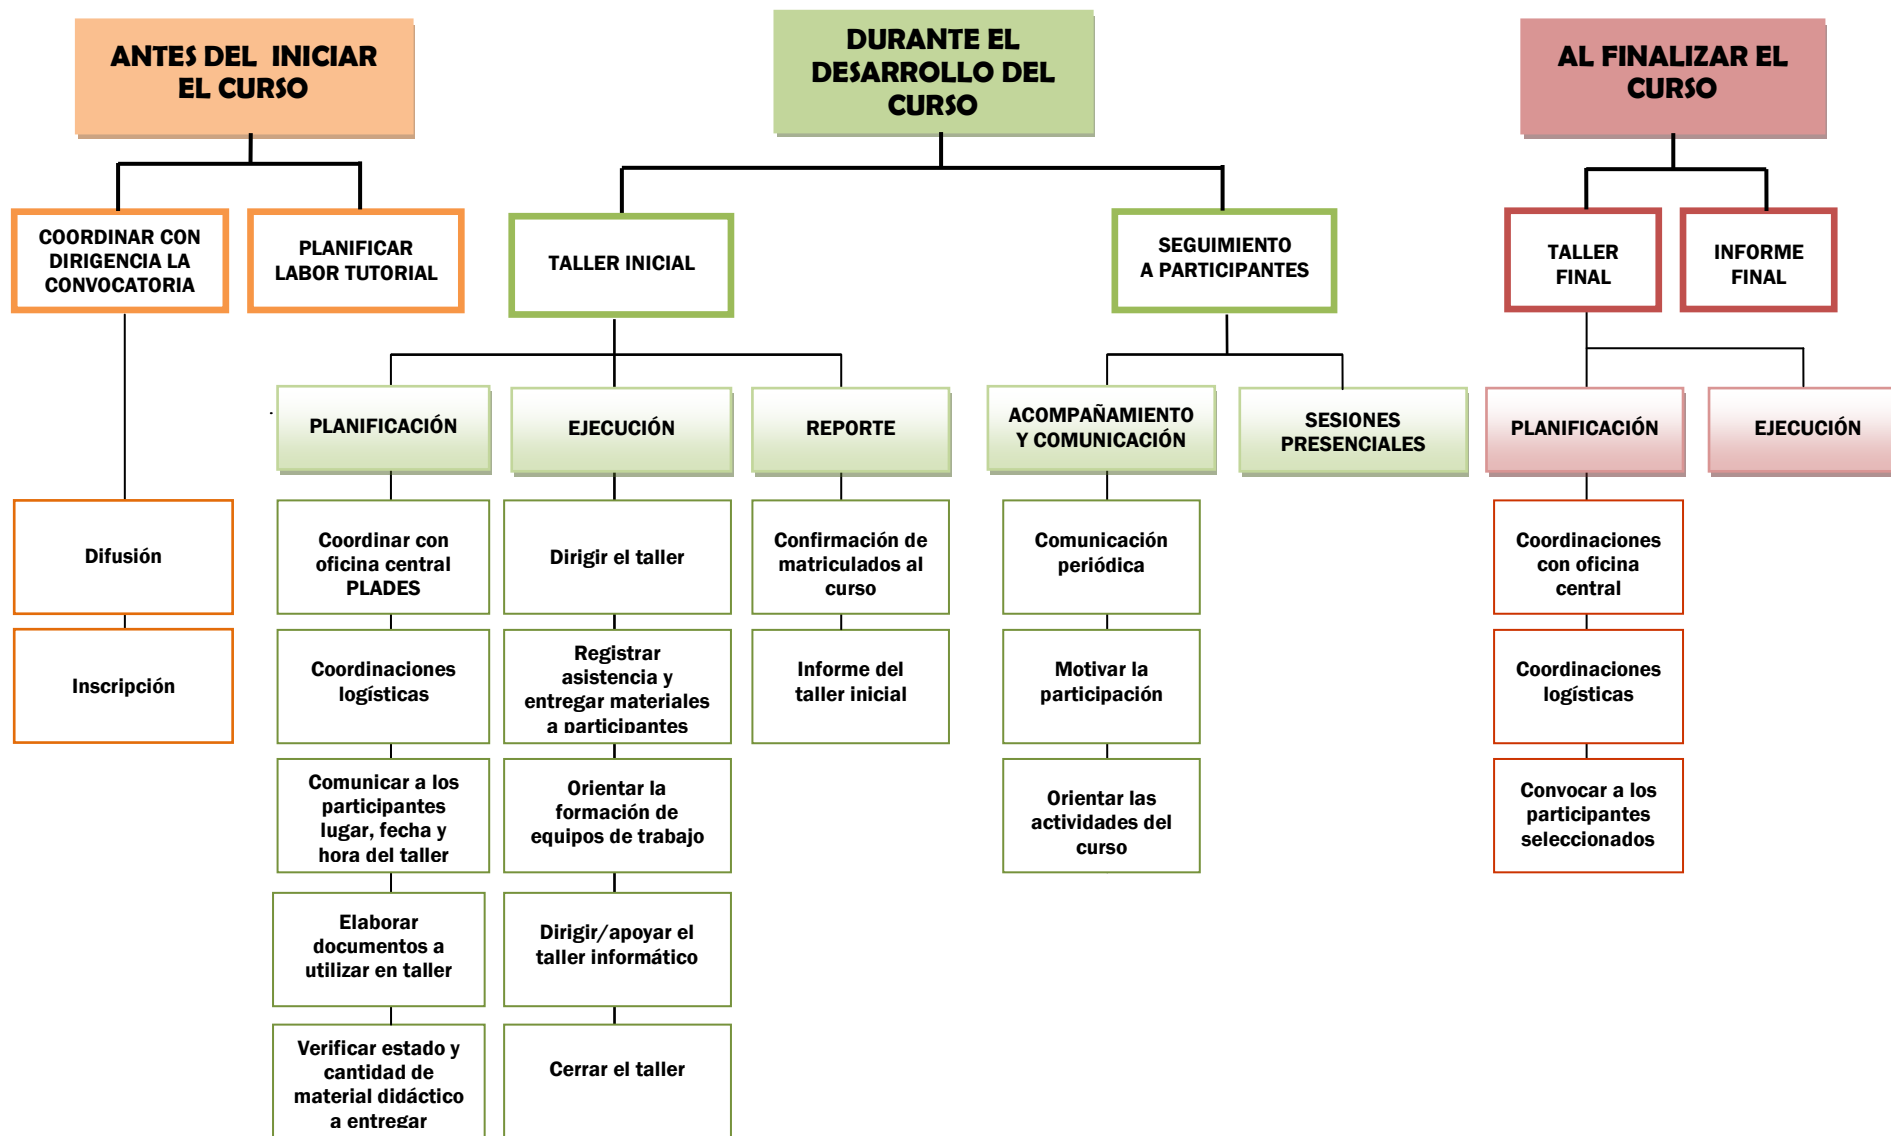 ANTES DEL  INICIAR
EL CURSO
DURANTE EL
DESARROLLO DEL
CURSO
AL FINALIZAR EL
CURSO
COORDINAR CON
DIRIGENCIA LA
CONVOCATORIA
PLANIFICAR
LABOR TUTORIAL
TALLER INICIAL
SEGUIMIENTO
A PARTICIPANTES
TALLER
FINAL
INFORME
FINAL
PLANIFICACIÓN
EJECUCIÓN
REPORTE
ACOMPAÑAMIENTO
Y COMUNICACIÓN
SESIONES
PRESENCIALES
PLANIFICACIÓN
EJECUCIÓN
Difusión
Coordinar con
oficina central
PLADES
Dirigir el taller
Confirmación de
matriculados al
curso
Comunicación
periódica
Coordinaciones
con oficina
central
Inscripción
Coordinaciones
logísticas
Registrar
asistencia y
entregar materiales
a participantes
Informe del
taller inicial
Motivar la
participación
Coordinaciones
logísticas
Comunicar a los
participantes
lugar, fecha y
hora del taller
Orientar la
formación de
equipos de trabajo
Orientar las
actividades del
curso
Convocar a los
participantes
seleccionados
Elaborar
documentos a
utilizar en taller
Dirigir/apoyar el
taller informático
Verificar estado y
cantidad de
material didáctico
a entregar
Cerrar el taller